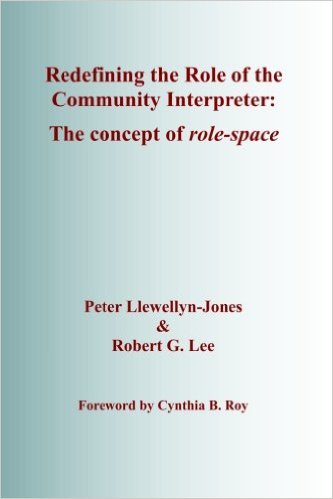 Redefining the Role of the
Community Interpreter:
The concept of role-space
Peter Llewellyn-Jones
&
Robert G. Lee
Foreword by Cynthia B. Roy